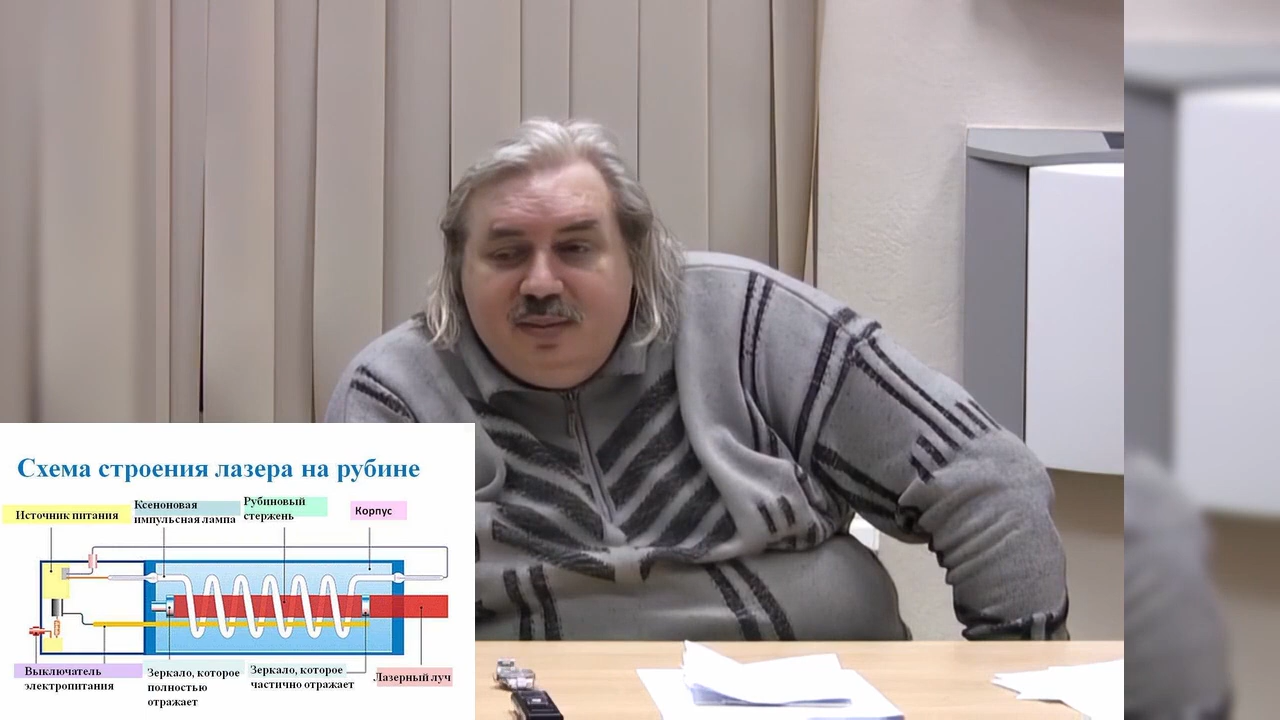 Схема строения лазера на рубине
Источник питания
Ксеноновая
импульсная лампа
Рубиновый
стержень
Корпус
Выключатель
электропитания
Зеркало, которое
полностью
отражает
Зеркало, которое
частично отражает
Лазерный луч